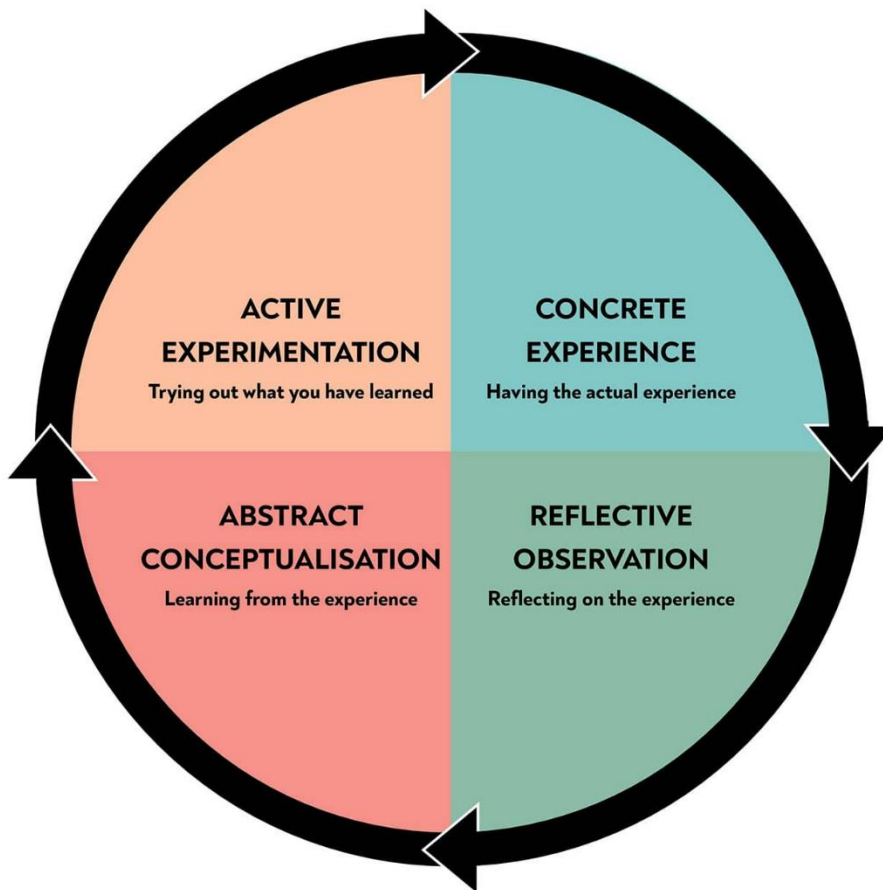 ACTIVE
EXPERIMENTATION
Trying out what you have learned
CONCRETE
EXPERIENCE
Having the actual experience
ABSTRACT
CONCEPTUALISATION
Learning from the experience
REFLECTIVE
OBSERVATION
Reflecting on the experience